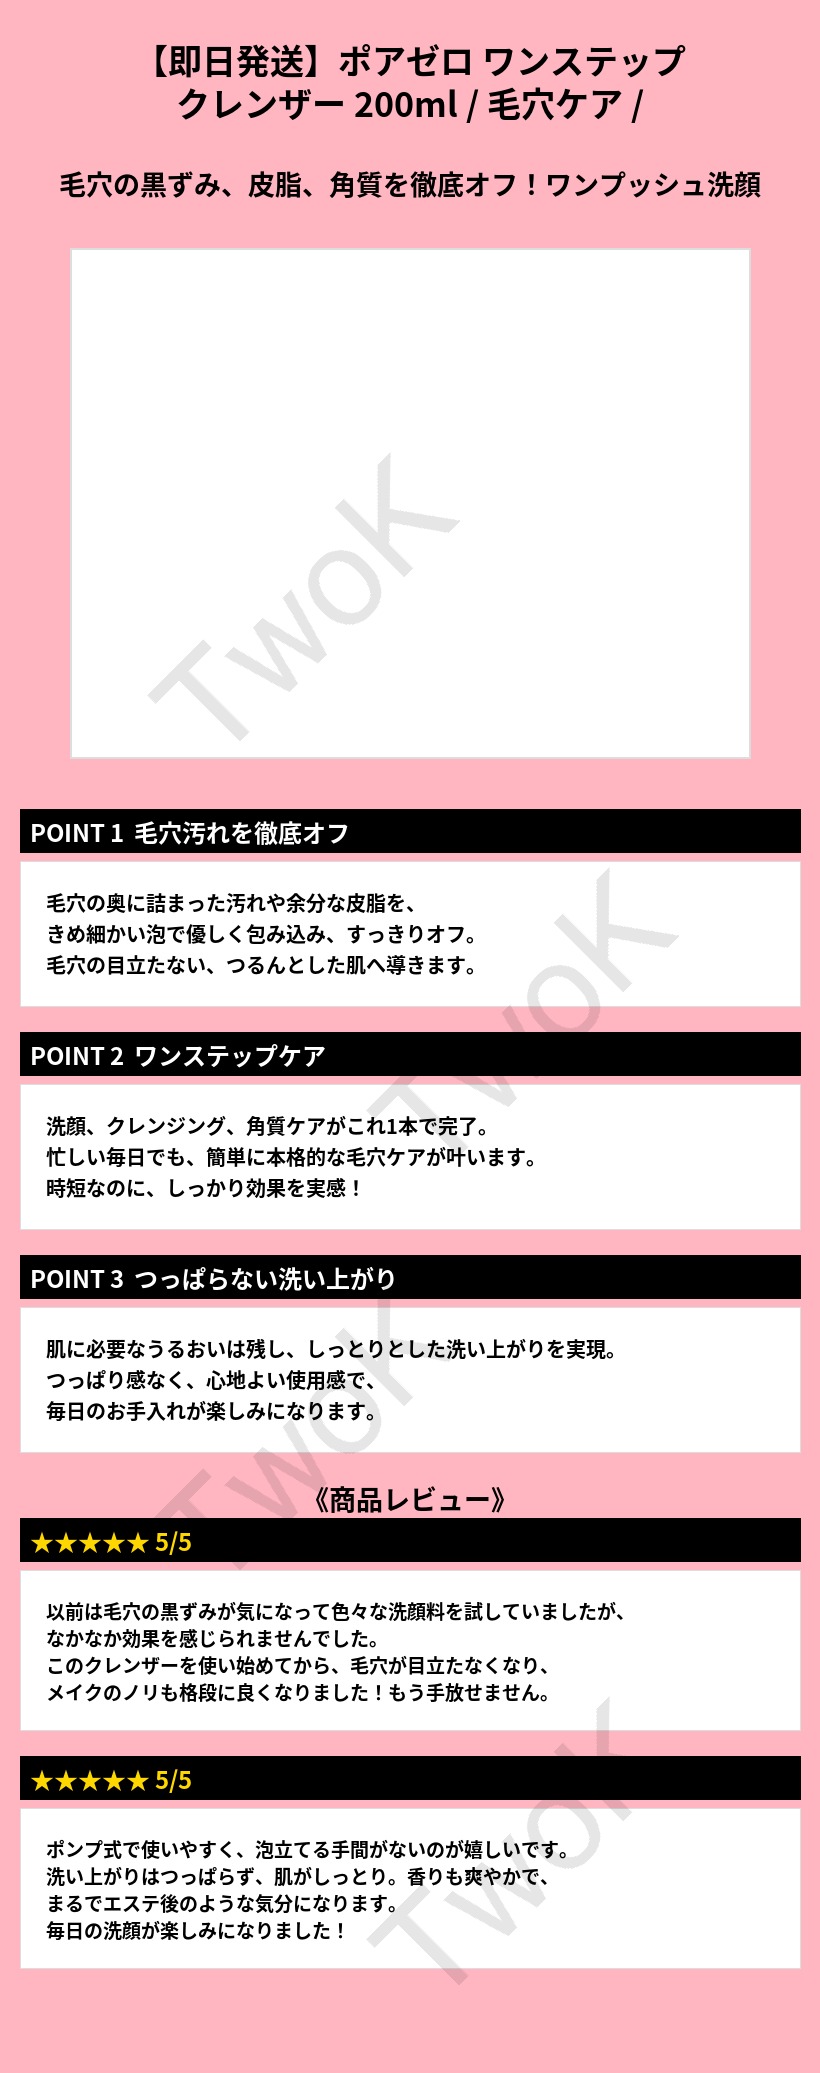 【即日発送】ポアゼロ ワンステップ
クレンザー 200ml / 毛穴ケア /
毛穴の黒ずみ、皮脂、角質を徹底オフ！ワンプッシュ洗顔
TwoK
POINT 1 毛穴汚れを徹底オフ
毛穴の奥に詰まった汚れや余分な皮脂を、
きめ細かい泡で優しく包み込み、すっきりオフ。
毛穴の目立たない、つるんとした肌へ導きます。
TwoK
POINT 2 ワンステップケア
洗顔、クレンジング、角質ケアがこれ1本で完了。
忙しい毎日でも、簡単に本格的な毛穴ケアが叶います。
時短なのに、しっかり効果を実感！
POINT 3 つっぱらない洗い上がり
肌に必要なうるおいは残し、しっとりとした洗い上がりを実現。
つっぱり感なく、心地よい使用感で、
毎日のお手入れが楽しみになります。
TwoK
《商品レビュー》
★★★★★ 5/5
以前は毛穴の黒ずみが気になって色々な洗顔料を試していましたが、
なかなか効果を感じられませんでした。
このクレンザーを使い始めてから、毛穴が目立たなくなり、
メイクのノリも格段に良くなりました！もう手放せません。
★★★★★ 5/5
ポンプ式で使いやすく、泡立てる手間がないのが嬉しいです。
洗い上がりはつっぱらず、肌がしっとり。香りも爽やかで、
まるでエステ後のような気分になります。
毎日の洗顔が楽しみになりました！
TwoK